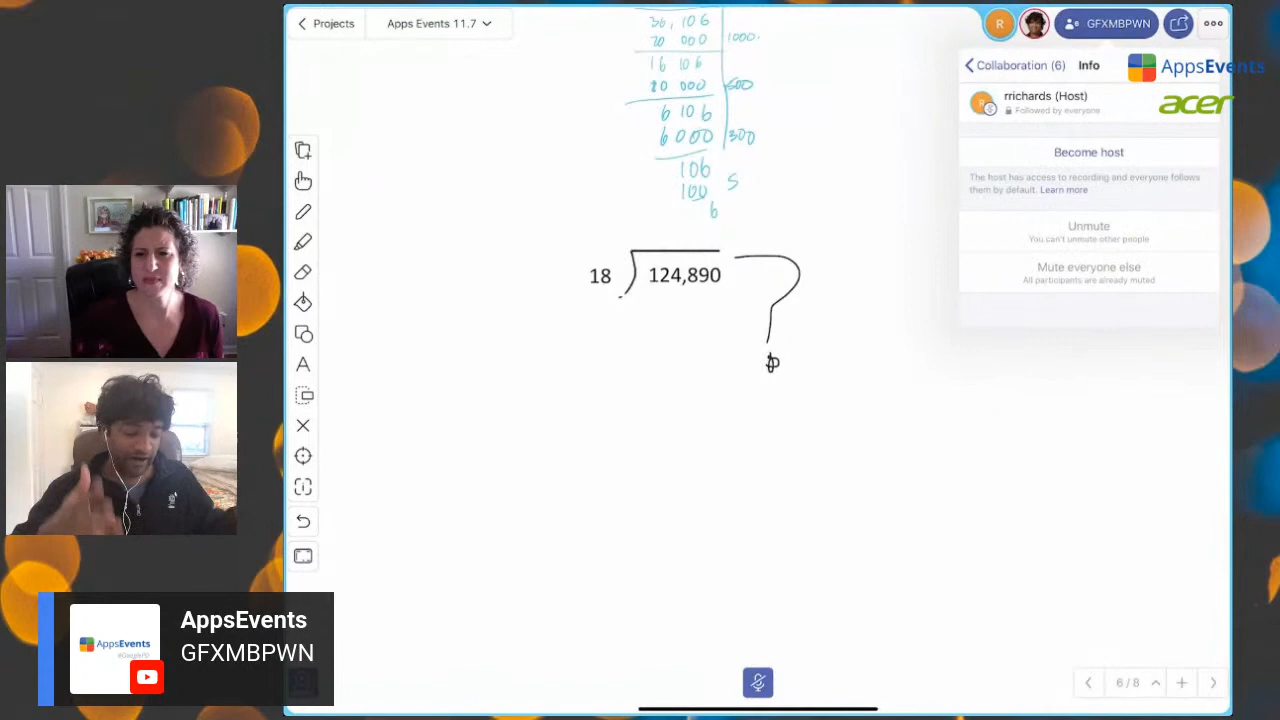 Projects
Apps Events 11.7
R
GFXMBPWN
Collaboration (6) Info
AppsEvents
R rrichards (Host)
Followed by everyone
acer
Become host
The host has access to recording and everyone follows
them by default. Learn more
Unmute
You can't unmute other people
Mute everyone else
All participants are already muted
36,106
20 000 1000.
16 106
10 000 500
6 106
6000 300
106
100 5
6
18 124,890
A
AppsEvents
AppsEvents
GFXMBPWN
6 / 8